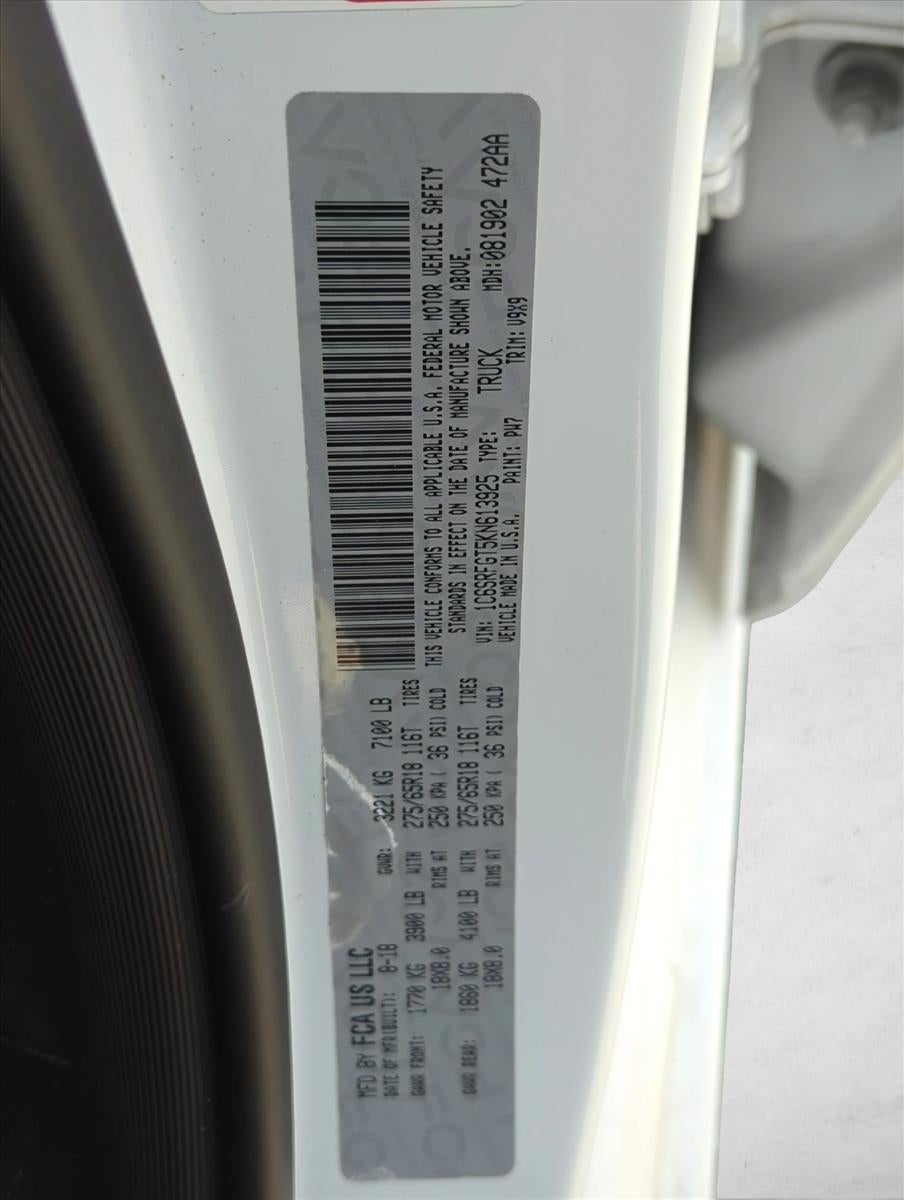 MFD BY FCA US LLC
DATE OF MFR(BUILT): 8-18 GVWR: 3221 KG 7100 LB
GAWR FRONT: 1770 KG 3900 LB WITH 275/65R18 116T TIRES
18X8.0 RIMS AT 250 KPA ( 36 PSI) COLD
GAWR REAR: 1860 KG 4100 LB WITH 275/65R18 116T TIRES
18X8.0 RIMS AT 250 KPA ( 36 PSI) COLD
THIS VEHICLE CONFORMS TO ALL APPLICABLE U.S.A. FEDERAL MOTOR VEHICLE SAFETY
STANDARDS IN EFFECT ON THE DATE OF MANUFACTURE SHOWN ABOVE.
VIN: 1C6SRFGT5KN613925 TYPE: TRUCK MDH:081902 472AA
VEHICLE MADE IN U.S.A. PAINT: PW7 TRIM: V9X9